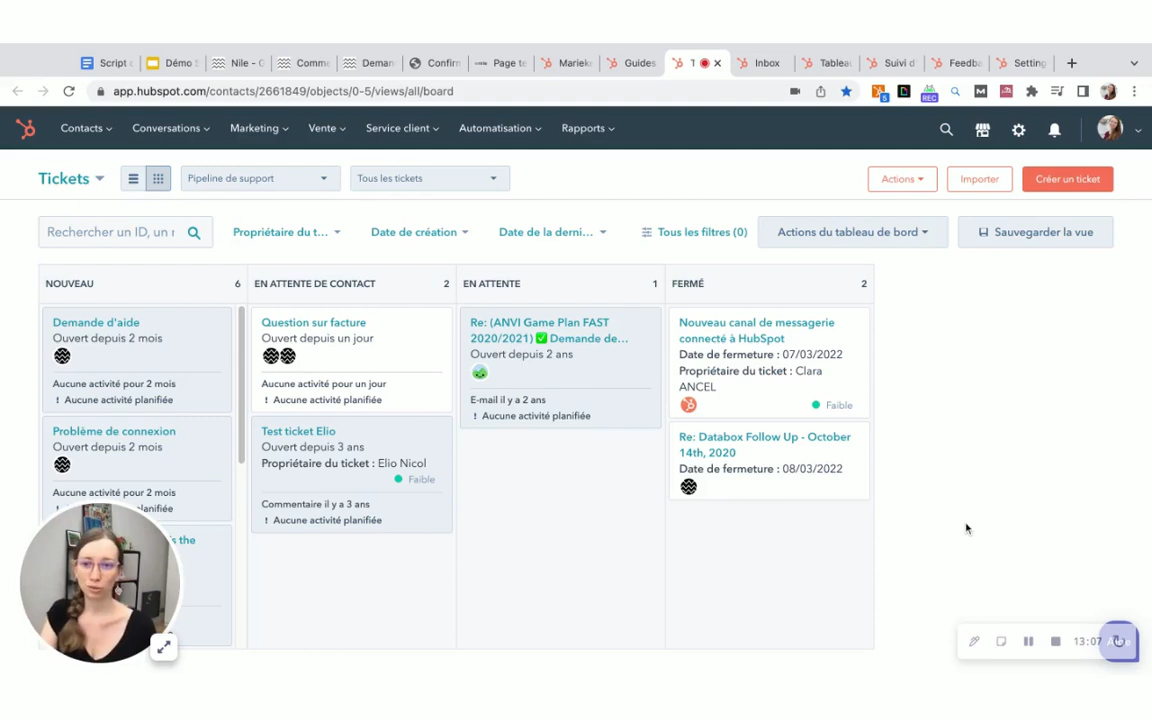 Script d
Démo S
Nile – G
Comme
Deman
Confirm
Page te
Marieke
Guides
T
Inbox
Tableau
Suivi d'
Feedba
Setting
app.hubspot.com/contacts/2661849/objects/0-5/views/all/board
5
REC
Contacts
Conversations
Marketing
Vente
Service client
Automatisation
Rapports
Tickets
Pipeline de support
Tous les tickets
Actions
Importer
Créer un ticket
Rechercher un ID, un n
Propriétaire du t...
Date de création
Date de la derni...
Tous les filtres (0)
Actions du tableau de bord
Sauvegarder la vue
NOUVEAU 6
Demande d'aide
Ouvert depuis 2 mois
Aucune activité pour 2 mois
! Aucune activité planifiée
Problème de connexion
Ouvert depuis 2 mois
Aucune activité pour 2 mois
planifiée
is the
EN ATTENTE DE CONTACT 2
Question sur facture
Ouvert depuis un jour
Aucune activité pour un jour
! Aucune activité planifiée
Test ticket Elio
Ouvert depuis 3 ans
Propriétaire du ticket : Elio Nicol
Faible
Commentaire il y a 3 ans
! Aucune activité planifiée
EN ATTENTE 1
Re: (ANVI Game Plan FAST
2020/2021) ✅ Demande de...
Ouvert depuis 2 ans
E-mail il y a 2 ans
! Aucune activité planifiée
FERMÉ 2
Nouveau canal de messagerie
connecté à HubSpot
Date de fermeture : 07/03/2022
Propriétaire du ticket : Clara
ANCEL
Faible
Re: Databox Follow Up - October
14th, 2020
Date de fermeture : 08/03/2022
13:07